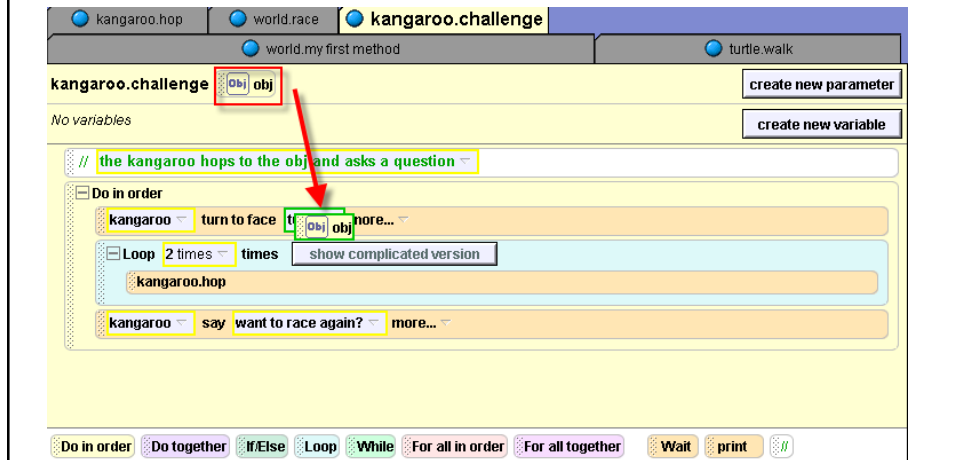 kangaroo.hop world.race kangaroo.challenge
world.my first method turtle.walk
kangaroo.challenge Obj obj create new parameter
No variables create new variable
// the kangaroo hops to the obj and asks a question
Do in order
kangaroo turn to face Obj obj more...
Loop 2 times times show complicated version
kangaroo.hop
kangaroo say want to race again? more...
Do in order Do together If/Else Loop While For all in order For all together Wait print //